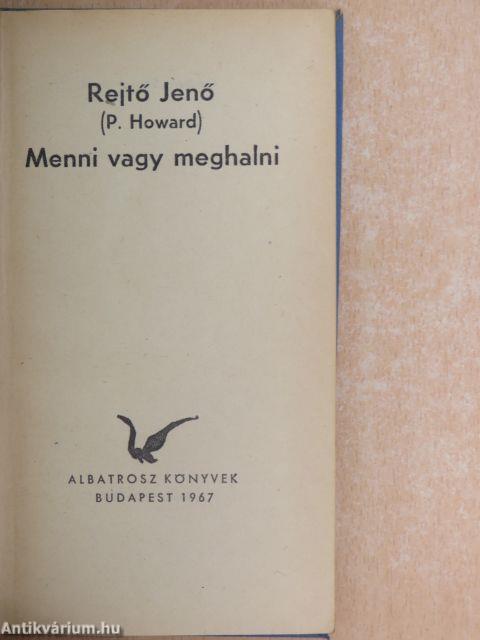 Rejtő Jenő
(P. Howard)
Menni vagy meghalni
ALBATROSZ KÖNYVEK
BUDAPEST 1967
Antikvárium.hu